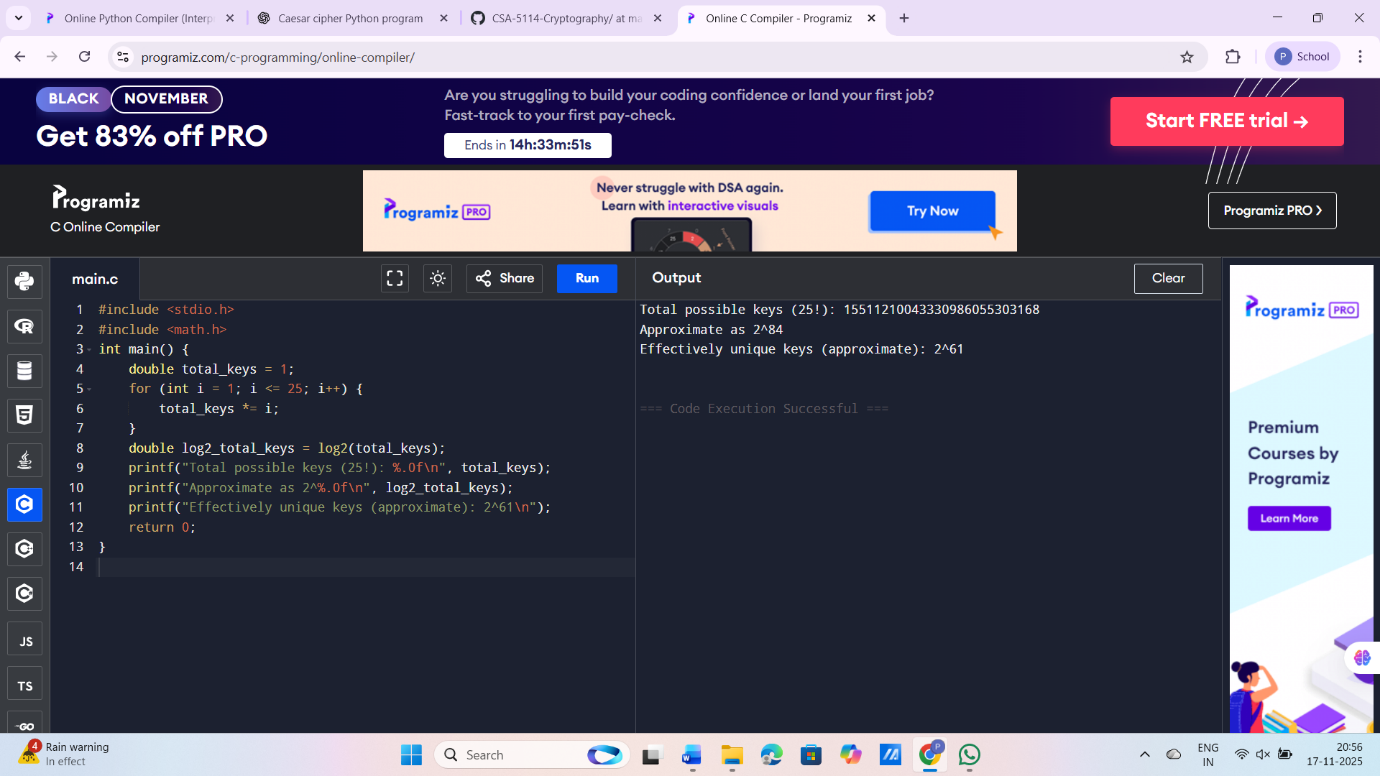 Online Python Compiler (Interp
Caesar cipher Python program
CSA-5114-Cryptography/ at ma
Online C Compiler - Programiz
programiz.com/c-programming/online-compiler/
P School
BLACK NOVEMBER
Get 83% off PRO
Are you struggling to build your coding confidence or land your first job?
Fast-track to your first pay-check.
Ends in 14h:33m:51s
Start FREE trial →
Programiz
C Online Compiler
Programiz PRO
Never struggle with DSA again.
Learn with interactive visuals
Try Now
Programiz PRO >
main.c
Share
Run
Output
Clear
1 #include <stdio.h>
2 #include <math.h>
3 int main() {
4 double total_keys = 1;
5 for (int i = 1; i <= 25; i++) {
6 total_keys *= i;
7 }
8 double log2_total_keys = log2(total_keys);
9 printf("Total possible keys (25!): %.0f\n", total_keys);
10 printf("Approximate as 2^%.0f\n", log2_total_keys);
11 printf("Effectively unique keys (approximate): 2^61\n");
12 return 0;
13 }
14
Total possible keys (25!): 15511210043330986055303168
Approximate as 2^84
Effectively unique keys (approximate): 2^61
=== Code Execution Successful ===
JS
TS
GO
Programiz PRO
Premium
Courses by
Programiz
Learn More
4
Rain warning
In effect
Search
P
ENG
IN
20:56
17-11-2025